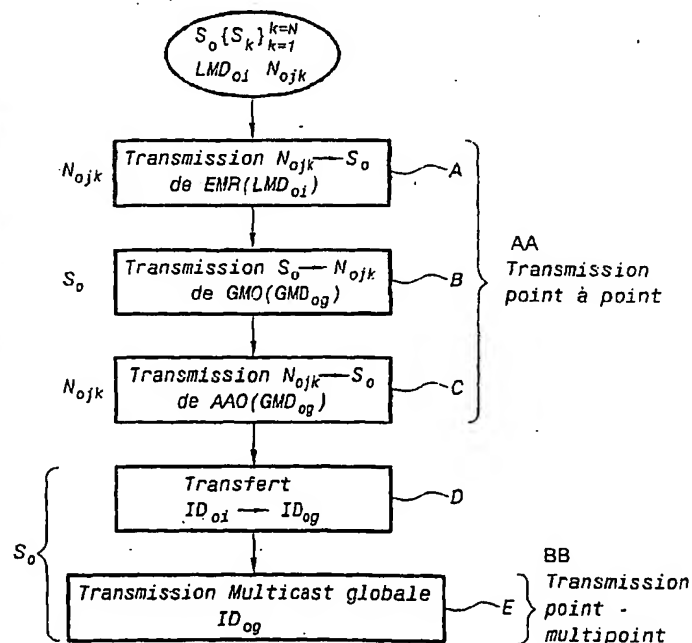 S_o{S_k}_{k=1}^{k=N}
LMD_oi N_ojk
N_ojk
Transmission N_ojk → S_o
de EMR(LMD_oi)
A
S_o
Transmission S_o → N_ojk
de GMO(GMD_og)
B
N_ojk
Transmission N_ojk → S_o
de AAO(GMD_og)
C
AA
Transmission
point à point
S_o
Transfert
ID_oi → ID_og
D
Transmission Multicast globale
ID_og
E
BB
Transmission
point -
multipoint